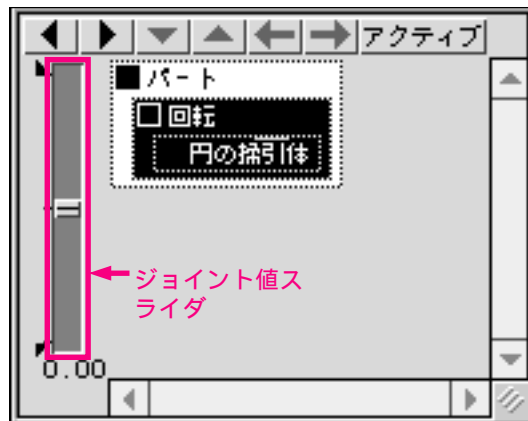 アクティブ
パート
回転
円の掃引体
ジョイント値ス
ライダ
0.00